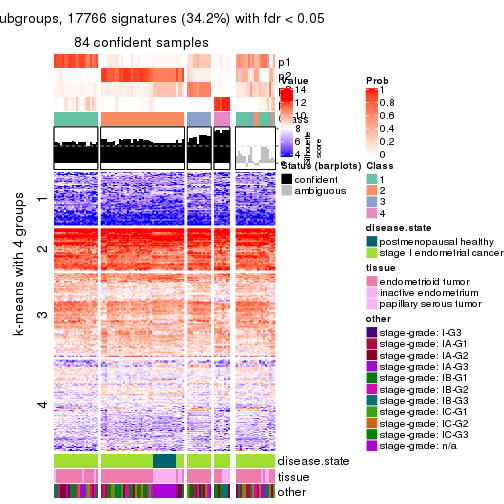 ubgroups, 17766 signatures (34.2%) with fdr < 0.05
84 confident samples
p1
p2
Class
Silhouette
score
k-means with 4 groups
1
2
3
4
disease.state
tissue
other
Value
14
12
10
8
6
4
Prob
1
0.8
0.6
0.4
0.2
0
Status (barplots)
confident
ambiguous
Class
1
2
3
4
disease.state
postmenopausal healthy
stage I endometrial cancer
tissue
endometrioid tumor
inactive endometrium
papillary serous tumor
other
stage-grade: I-G3
stage-grade: IA-G1
stage-grade: IA-G2
stage-grade: IA-G3
stage-grade: IB-G1
stage-grade: IB-G2
stage-grade: IB-G3
stage-grade: IC-G1
stage-grade: IC-G2
stage-grade: IC-G3
stage-grade: n/a